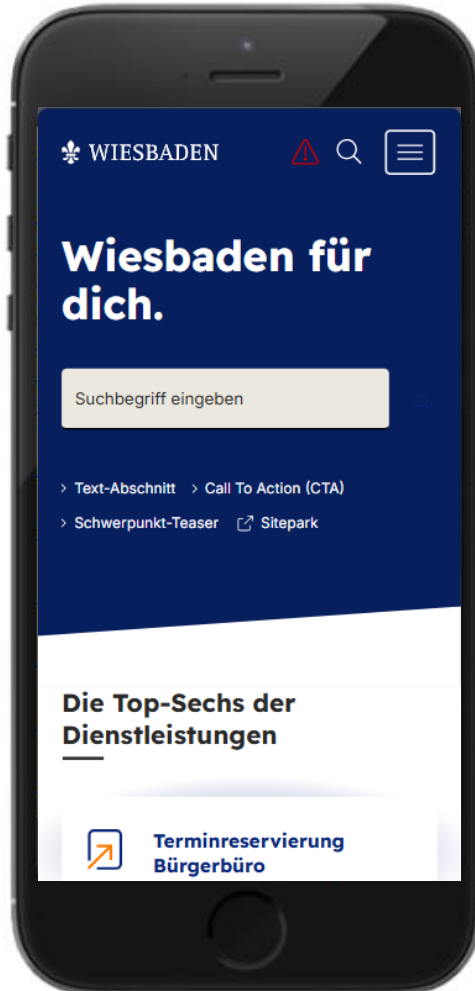 WIESBADEN
Wiesbaden für
dich.
Suchbegriff eingeben
Text-Abschnitt Call To Action (CTA)
Schwerpunkt-Teaser Sitepark
Die Top-Sechs der
Dienstleistungen
Terminreservierung
Bürgerbüro